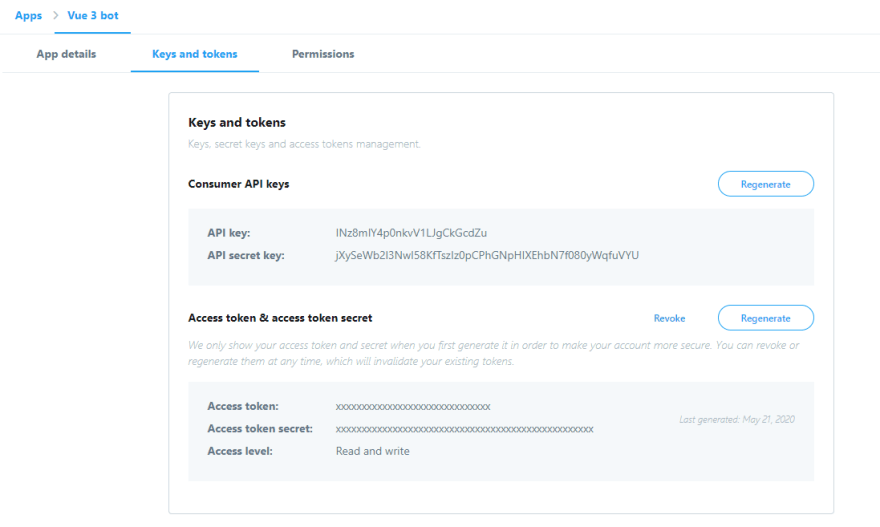 Apps > Vue 3 bot
App details Keys and tokens Permissions
Keys and tokens
Keys, secret keys and access tokens management.
Consumer API keys Regenerate
API key:
API secret key:
Access token & access token secret Revoke Regenerate
We only show your access token and secret when you first generate it in order to make your account more secure. You can revoke or
regenerate them at any time, which will invalidate your existing tokens.
Access token: xxxxxxxxxxxxxxxxxxxxxxxxxxxxxx
Last generated: May 21, 2020
Access token secret: xxxxxxxxxxxxxxxxxxxxxxxxxxxxxxxxxxxxxxxxxxxxxxxxxx
Access level: Read and write